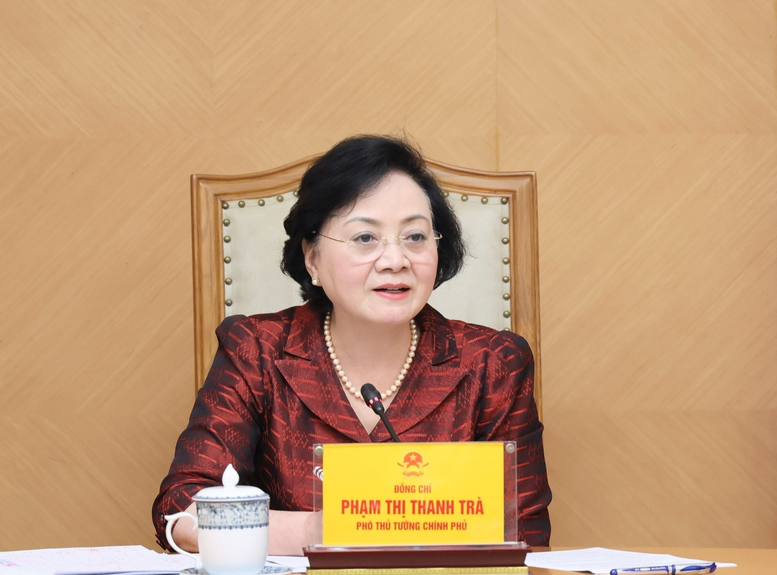 ĐỒNG CHÍ
PHẠM THỊ THANH TRÀ
PHÓ THỦ TƯỚNG CHÍNH PHỦ